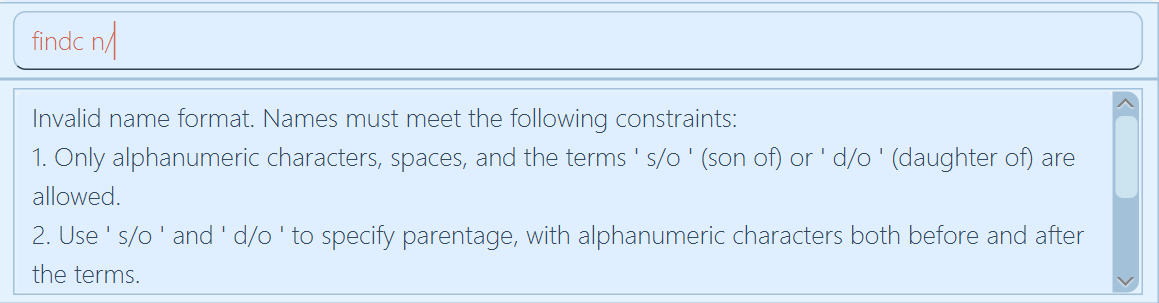 findc n/
Invalid name format. Names must meet the following constraints:
1. Only alphanumeric characters, spaces, and the terms ' s/o ' (son of) or ' d/o ' (daughter of) are
allowed.
2. Use ' s/o ' and ' d/o ' to specify parentage, with alphanumeric characters both before and after
the terms.